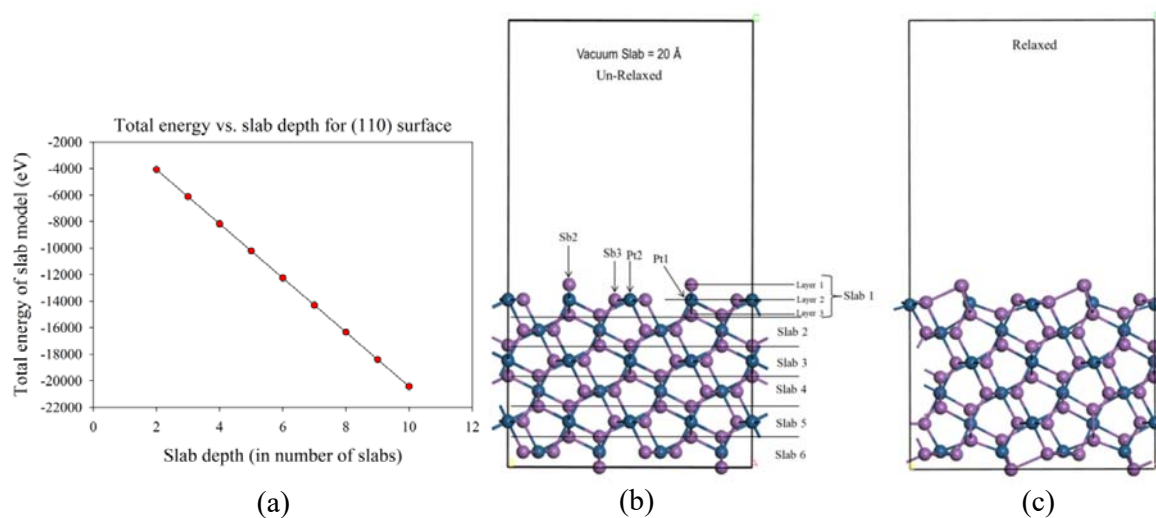 Total energy vs. slab depth for (110) surface
Total energy of slab model (eV)
-2000
-4000
-6000
-8000
-10000
-12000
-14000
-16000
-18000
-20000
-22000
0
2
4
6
8
10
12
Slab depth (in number of slabs)
(a)
Vacuum Slab = 20 Å
Un-Relaxed
Sb2
Sb3
Pt2
Pt1
Layer 1
Layer 2
Layer 3
Slab 1
Slab 2
Slab 3
Slab 4
Slab 5
Slab 6
(b)
Relaxed
(c)